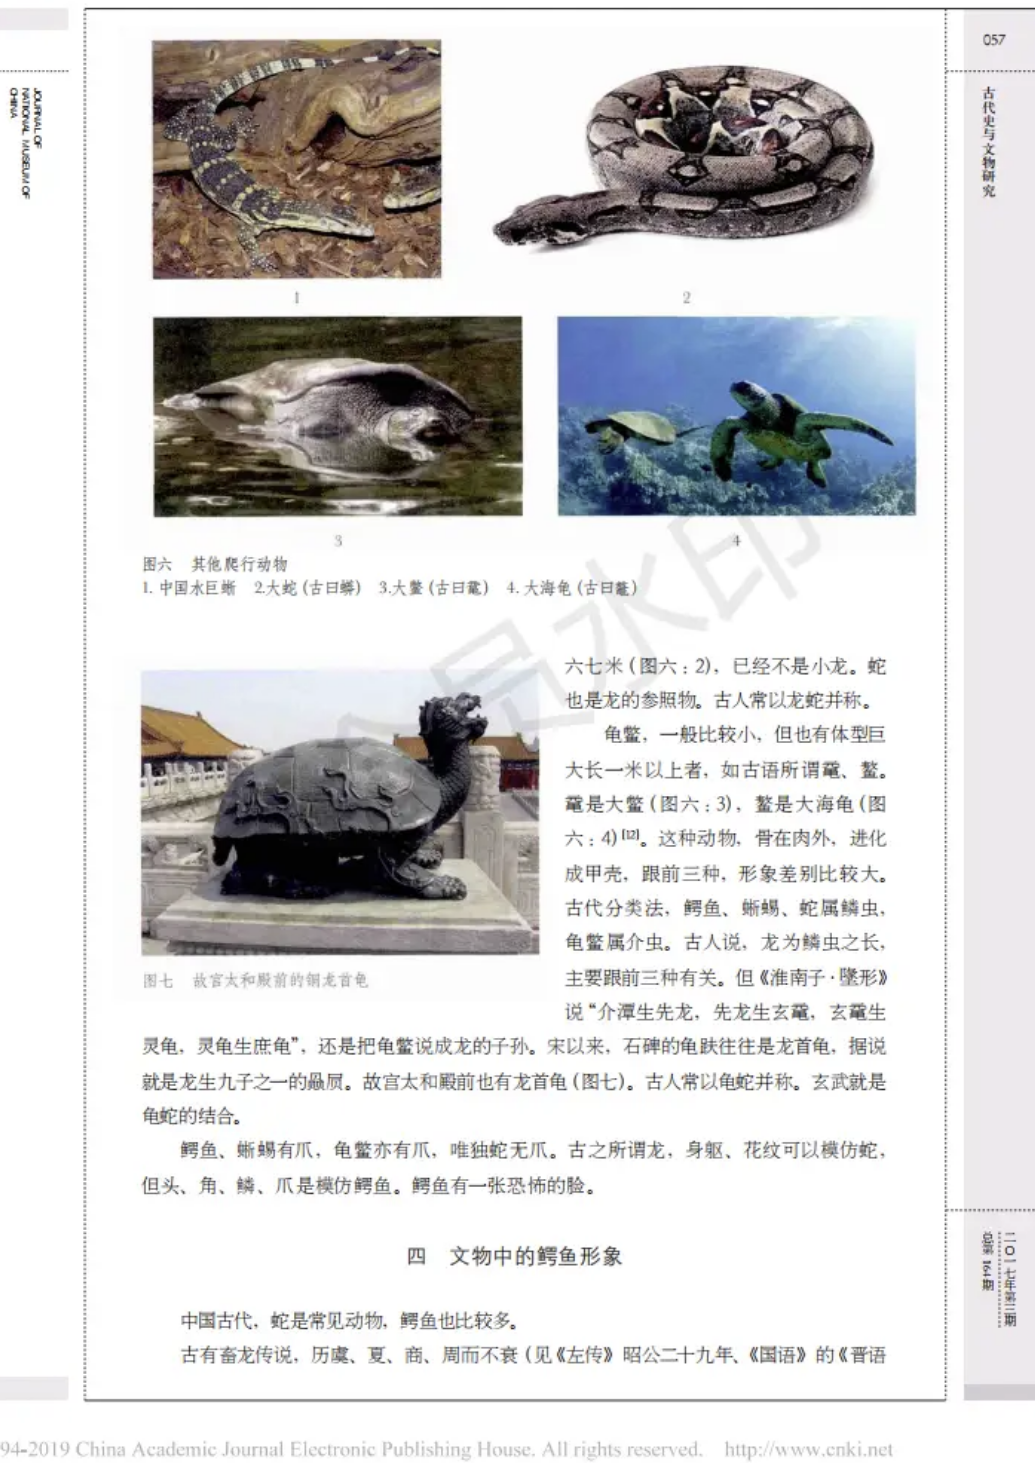 057
古代史与文物研究
JOURNAL OF
NATIONAL MUSEUM OF
CHINA
1
2
3
4
图六 其他爬行动物
1. 中国水巨蜥 2.大蛇(古曰蟒) 3.大鳖(古曰鼋) 4. 大海龟(古曰鳌)
六七米(图六:2),已经不是小龙。蛇
也是龙的参照物。古人常以龙蛇并称。
龟鳖,一般比较小,但也有体型巨
大长一米以上者,如古语所谓鼋、鳌。
鼋是大鳖(图六:3),鳌是大海龟(图
六:4)[12]。这种动物,骨在肉外,进化
成甲壳,跟前三种,形象差别比较大。
古代分类法,鳄鱼、蜥蜴、蛇属鳞虫,
龟鳖属介虫。古人说,龙为鳞虫之长,
主要跟前三种有关。但《淮南子·墬形》
说“介潭生先龙,先龙生玄鼋,玄鼋生
图七 故宫太和殿前的铜龙首龟
灵龟,灵龟生庶龟”,还是把龟鳖说成龙的子孙。宋以来,石碑的龟趺往往是龙首龟,据说
就是龙生九子之一的赑屃。故宫太和殿前也有龙首龟(图七)。古人常以龟蛇并称。玄武就是
龟蛇的结合。
鳄鱼、蜥蜴有爪,龟鳖亦有爪,唯独蛇无爪。古之所谓龙,身躯、花纹可以模仿蛇,
但头、角、鳞、爪是模仿鳄鱼。鳄鱼有一张恐怖的脸。
四 文物中的鳄鱼形象
中国古代,蛇是常见动物,鳄鱼也比较多。
古有畜龙传说,历虞、夏、商、周而不衰(见《左传》昭公二十九年、《国语》的《晋语
二〇一七年第三期
总第 164 期
94-2019 China Academic Journal Electronic Publishing House. All rights reserved. http://www.cnki.net
员水印